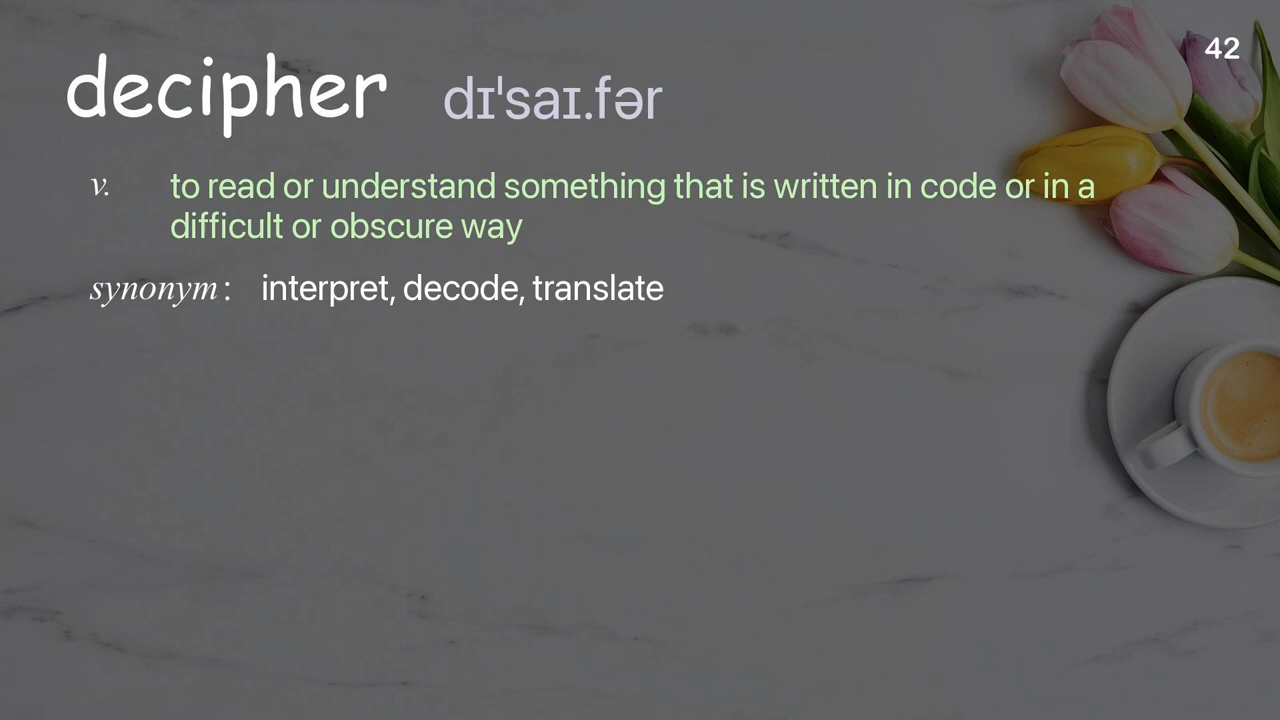 42
decipher dɪˈsaɪ.fər
v. to read or understand something that is written in code or in a
difficult or obscure way
synonym : interpret, decode, translate